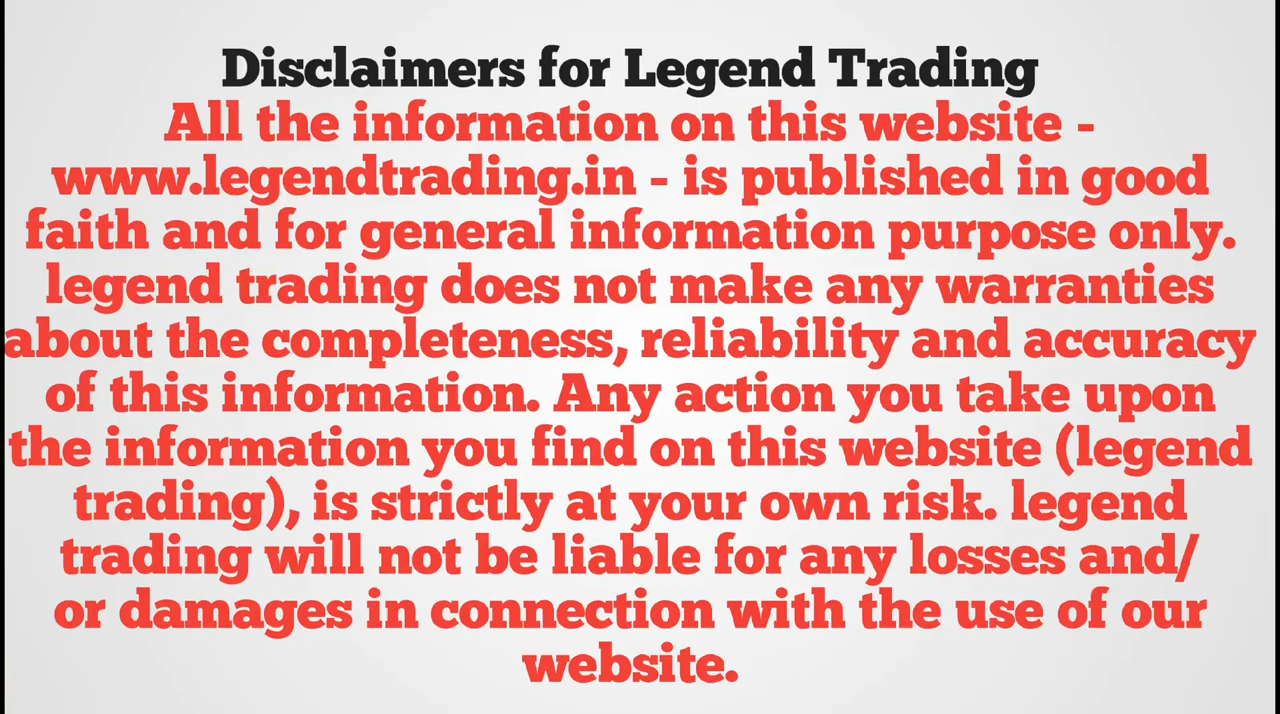 Disclaimers for Legend Trading
All the information on this website -
www.legendtrading.in - is published in good
faith and for general information purpose only.
legend trading does not make any warranties
about the completeness, reliability and accuracy
of this information. Any action you take upon
the information you find on this website (legend
trading), is strictly at your own risk. legend
trading will not be liable for any losses and/
or damages in connection with the use of our
website.